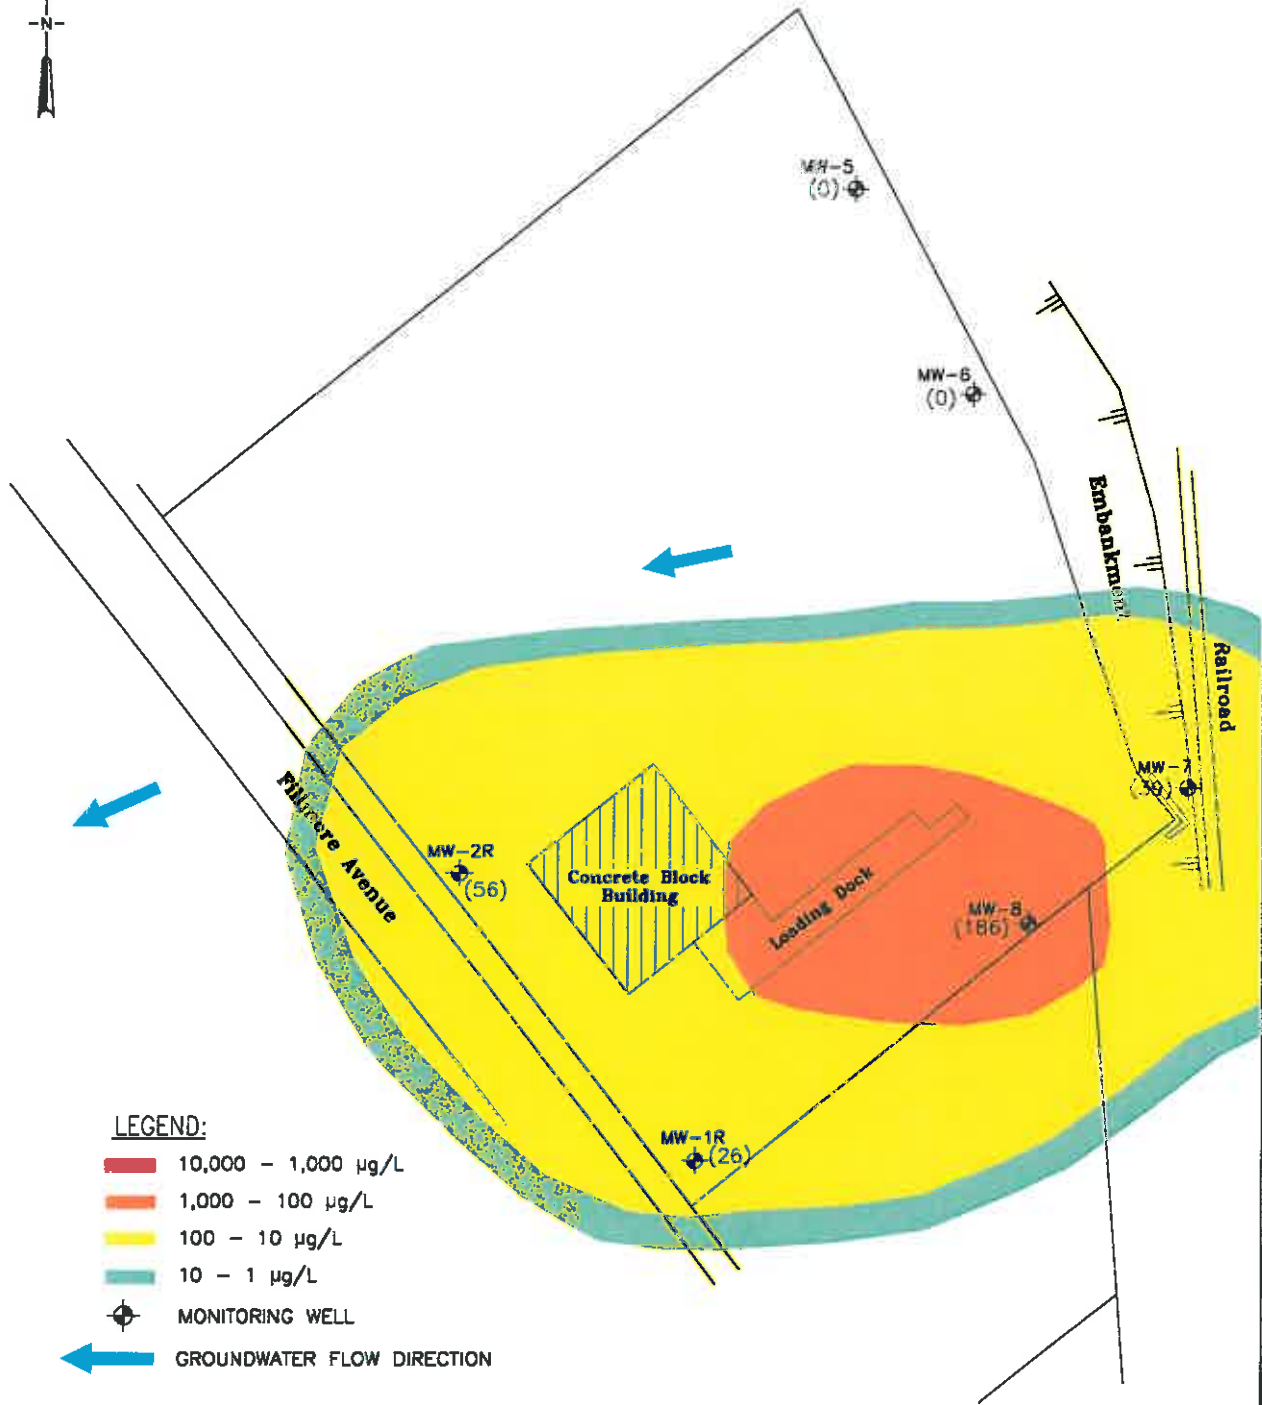 -N-
MW-5
(0)
MW-6
(0)
Embankment
Railroad
MW-7
(39)
Fillmore Avenue
MW-2R
(56)
Concrete Block
Building
Loading Dock
MW-8
(186)
MW-1R
(26)
LEGEND:
10,000 - 1,000 µg/L
1,000 - 100 µg/L
100 - 10 µg/L
10 - 1 µg/L
MONITORING WELL
GROUNDWATER FLOW DIRECTION